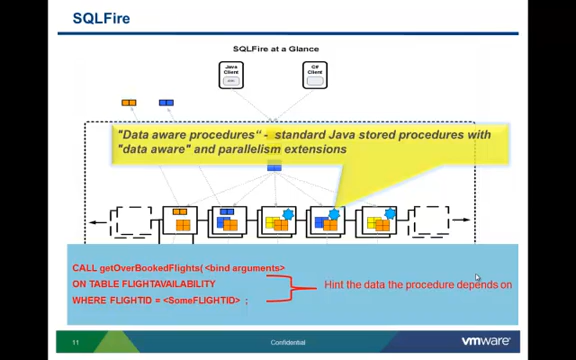 SQLFire
SQLFire at a Glance
Java
Client
C#
Client
"Data aware procedures“ - standard Java stored procedures with
"data aware" and parallelism extensions
CALL getOverBookedFlights( <bind arguments>
ON TABLE FLIGHTAVAILABILITY
WHERE FLIGHTID = <SomeFLIGHTID> ;
Hint the data the procedure depends on
11
Confidential
vmware